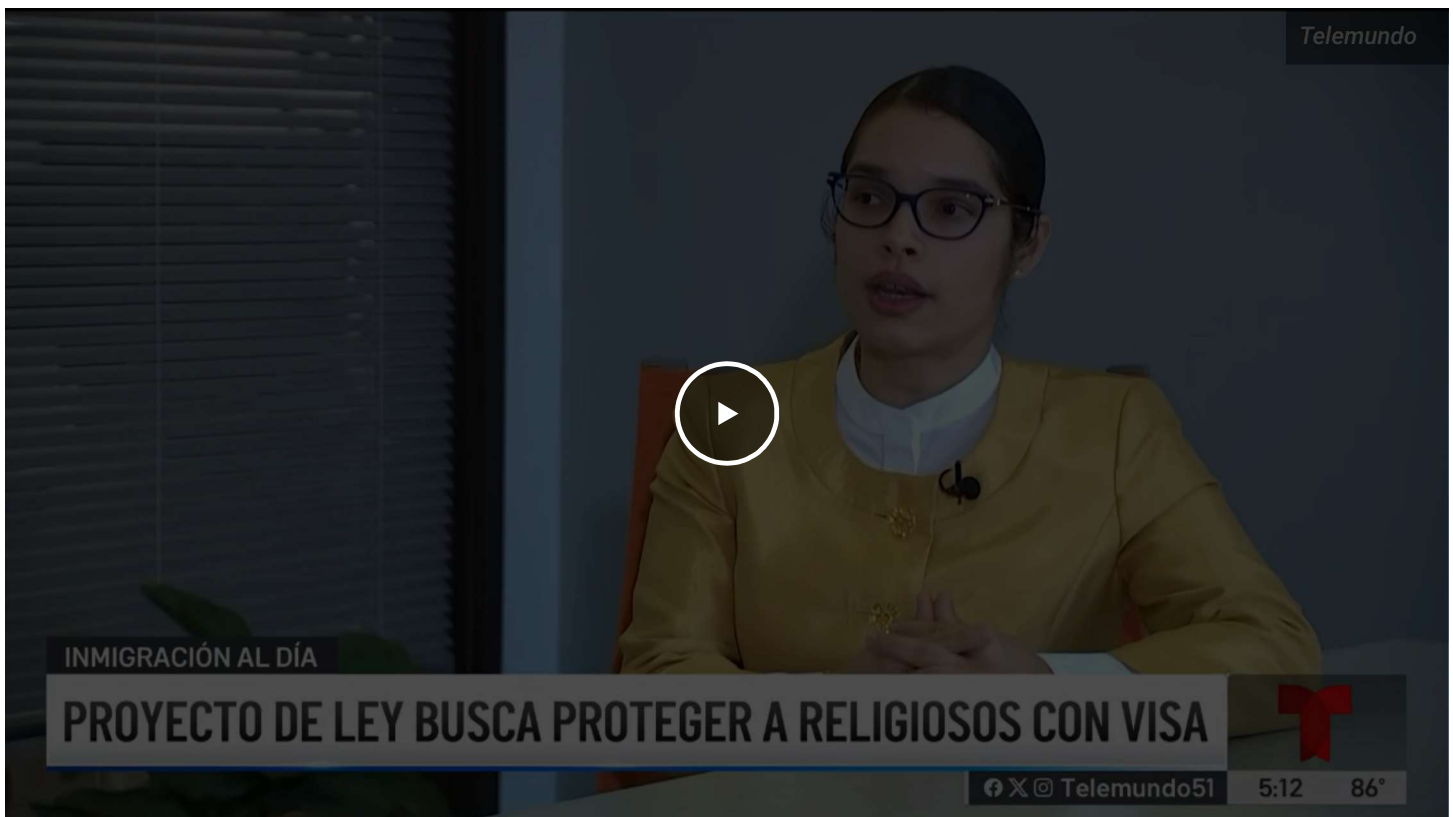 Telemundo
INMIGRACIÓN AL DÍA
PROYECTO DE LEY BUSCA PROTEGER A RELIGIOSOS CON VISA
Telemundo51 5:12 86°